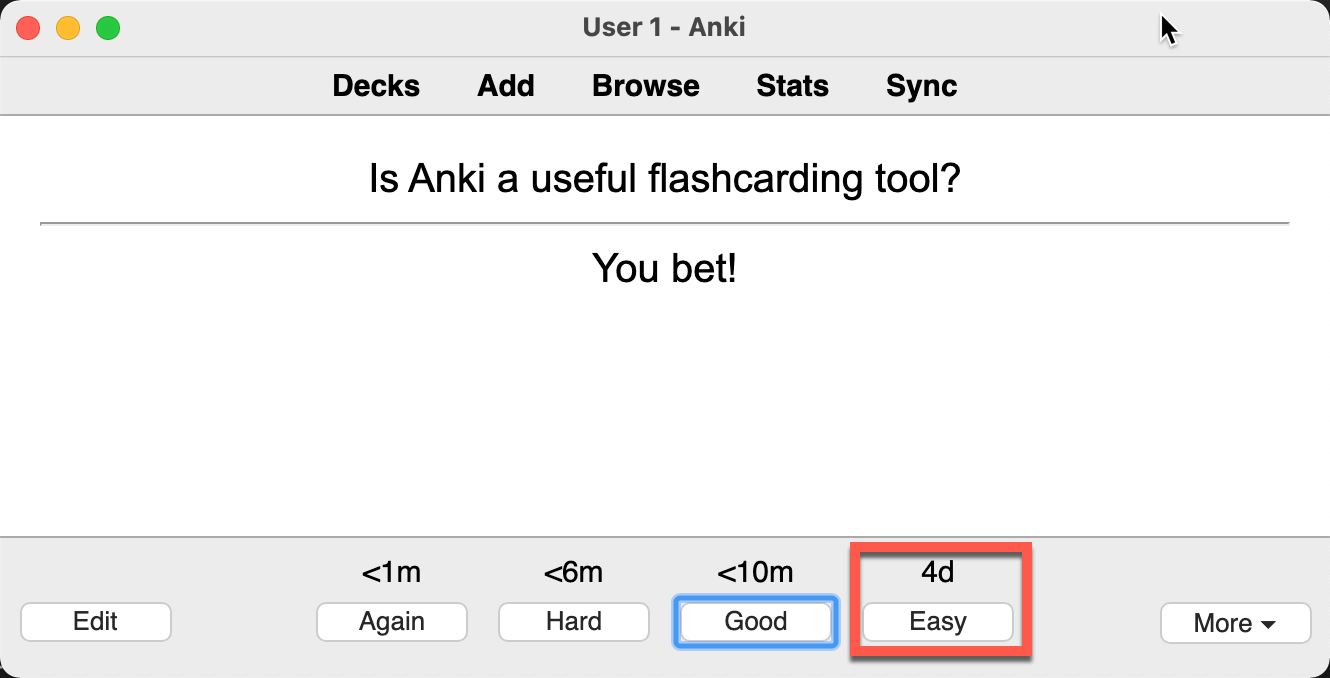 User 1 - Anki
Decks Add Browse Stats Sync
Is Anki a useful flashcarding tool?
You bet!
<1m <6m <10m 4d
Edit Again Hard Good Easy More